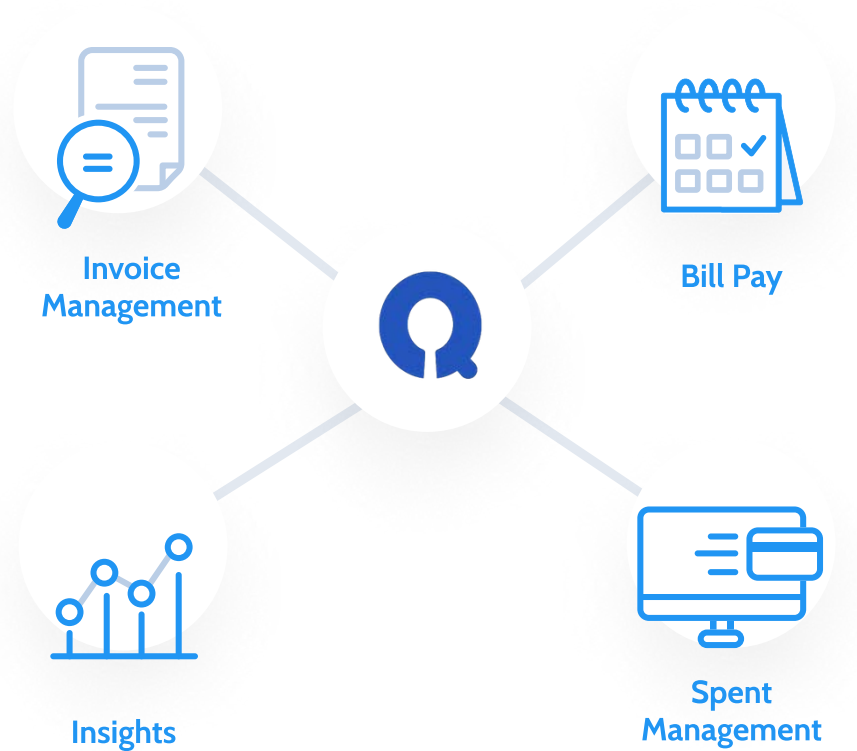 Invoice
Management
Bill Pay
Insights
Spent
Management